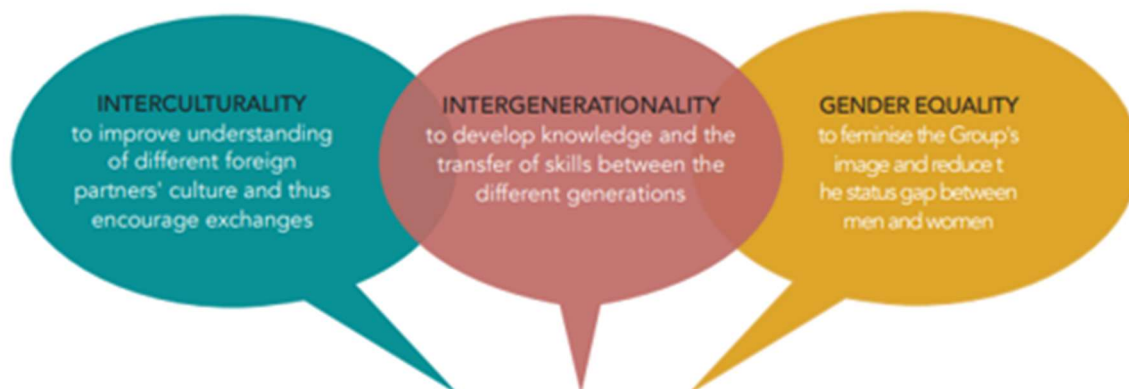 INTERCULTURALITY
to improve understanding
of different foreign
partners' culture and thus
encourage exchanges
INTERGENERATIONALITY
to develop knowledge and the
transfer of skills between the
different generations
GENDER EQUALITY
to feminise the Group's
image and reduce t
he status gap between
men and women